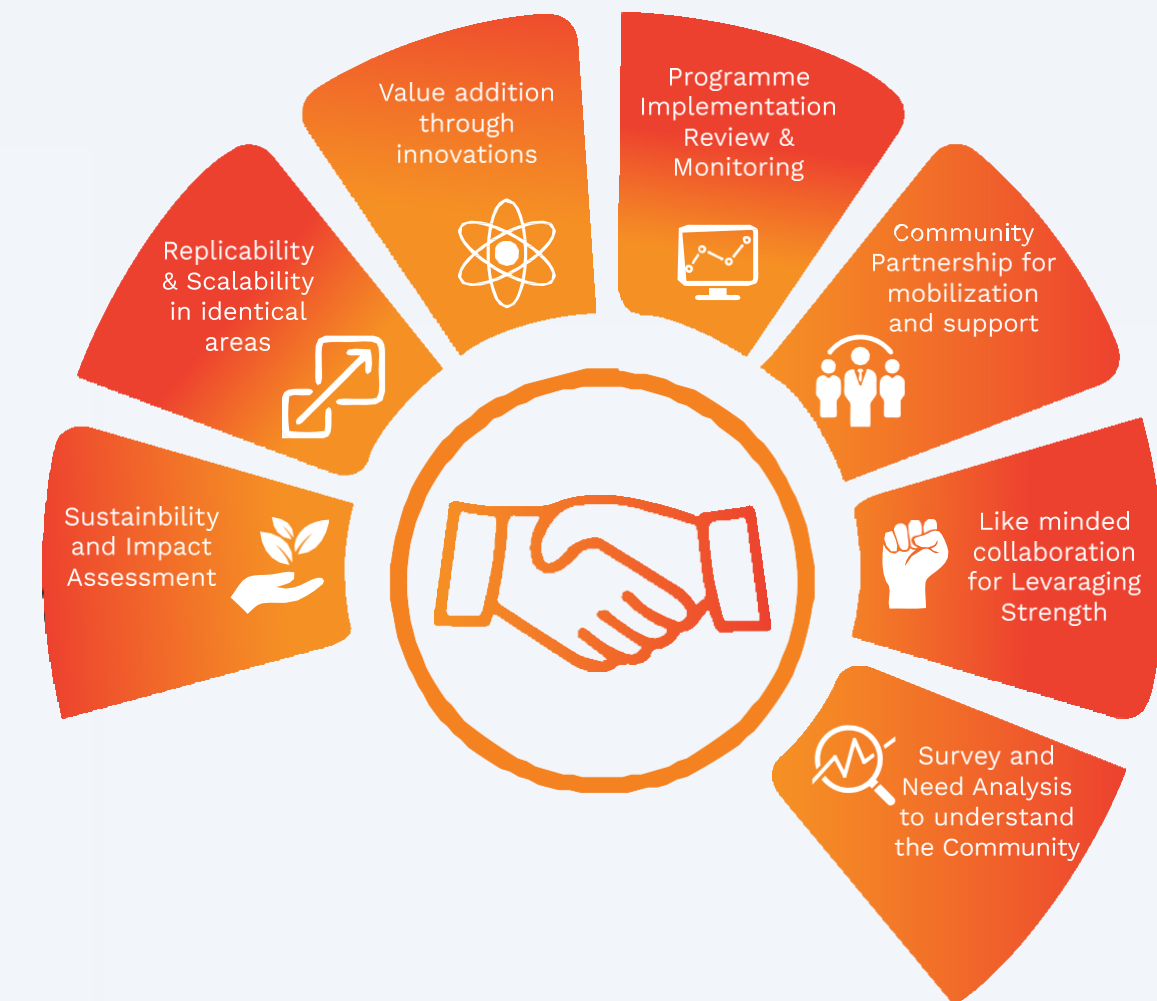 Value addition
through
innovations
Programme
Implementation
Review &
Monitoring
Replicability
& Scalability
in identical
areas
Community
Partnership for
mobilization
and support
Sustainbility
and Impact
Assessment
Like minded
collaboration
for Levaraging
Strength
Survey and
Need Analysis
to understand
the Community